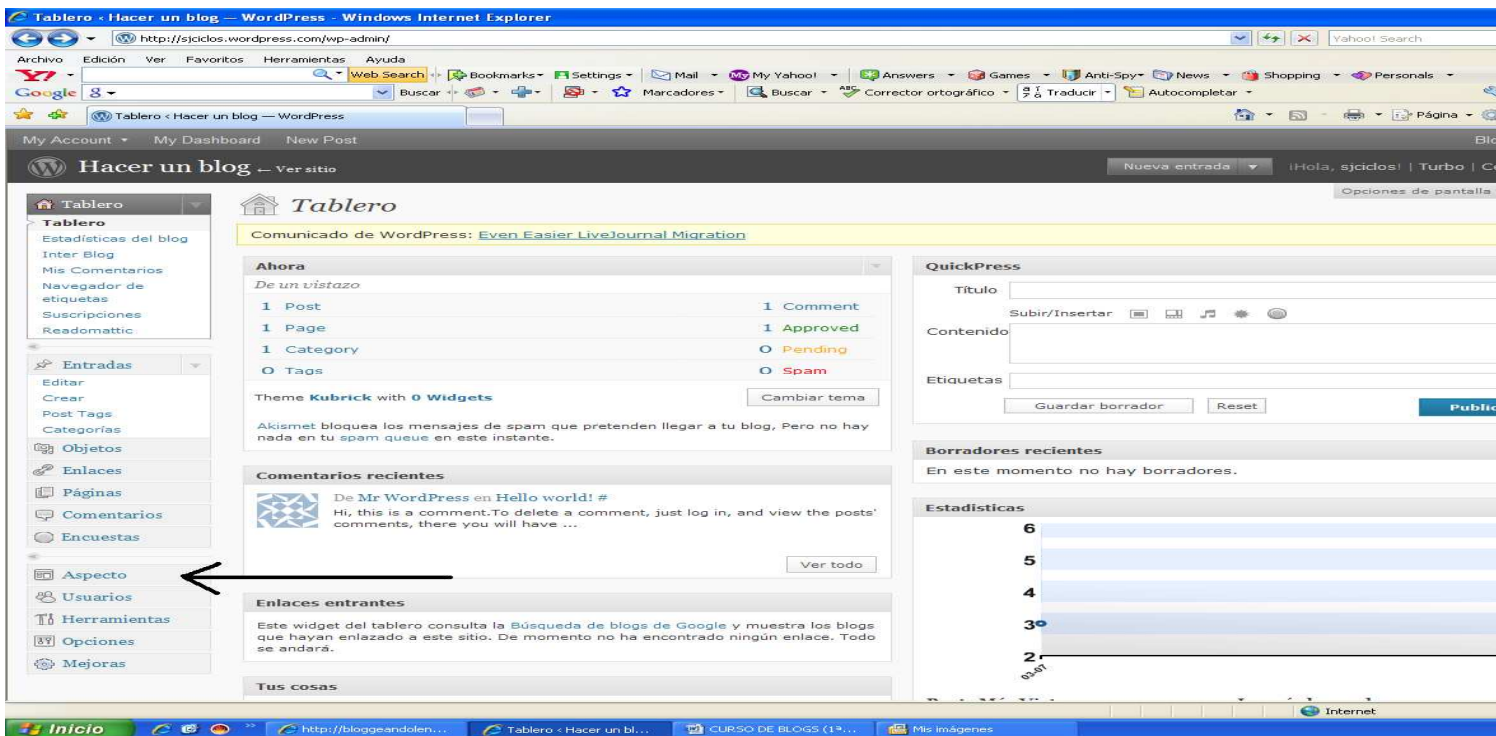 Tablero ‹ Hacer un blog — WordPress - Windows Internet Explorer
http://sjciclos.wordpress.com/wp-admin/
Yahoo! Search
Archivo Edición Ver Favoritos Herramientas Ayuda
Y! Web Search Bookmarks Settings Mail My Yahoo! Answers Games Anti-Spy News Shopping Personals
Google Buscar Marcadores Buscar Corrector ortográfico Traducir Autocompletar
Tablero ‹ Hacer un blog — WordPress
Página
My Account My Dashboard New Post
Hacer un blog ← Ver sitio
Nueva entrada
¡Hola, sjciclos! | Turbo |
Opciones de pantalla
Tablero
Tablero
Estadísticas del blog
Inter Blog
Mis Comentarios
Navegador de
etiquetas
Suscripciones
Readomattic
Entradas
Editar
Crear
Post Tags
Categorías
Objetos
Enlaces
Páginas
Comentarios
Encuestas
Aspecto
Usuarios
Herramientas
Opciones
Mejoras
Tablero
Comunicado de WordPress: Even Easier LiveJournal Migration
Ahora
De un vistazo
1 Post 1 Comment
1 Page 1 Approved
1 Category 0 Pending
0 Tags 0 Spam
Theme Kubrick with 0 Widgets
Cambiar tema
Akismet bloquea los mensajes de spam que pretenden llegar a tu blog, Pero no hay
nada en tu spam queue en este instante.
Comentarios recientes
De Mr WordPress en Hello world! #
Hi, this is a comment.To delete a comment, just log in, and view the posts'
comments, there you will have ...
Ver todo
Enlaces entrantes
Este widget del tablero consulta la Búsqueda de blogs de Google y muestra los blogs
que hayan enlazado a este sitio. De momento no ha encontrado ningún enlace. Todo
se andará.
Tus cosas
QuickPress
Título
Subir/Insertar
Contenido
Etiquetas
Guardar borrador Reset
Borradores recientes
En este momento no hay borradores.
Estadísticas
6
5
4
3
2
03-07
Internet
Inicio
http://bloggeandolen...
Tablero ‹ Hacer un bl...
CURSO DE BLOGS (1ª...
Mis imágenes